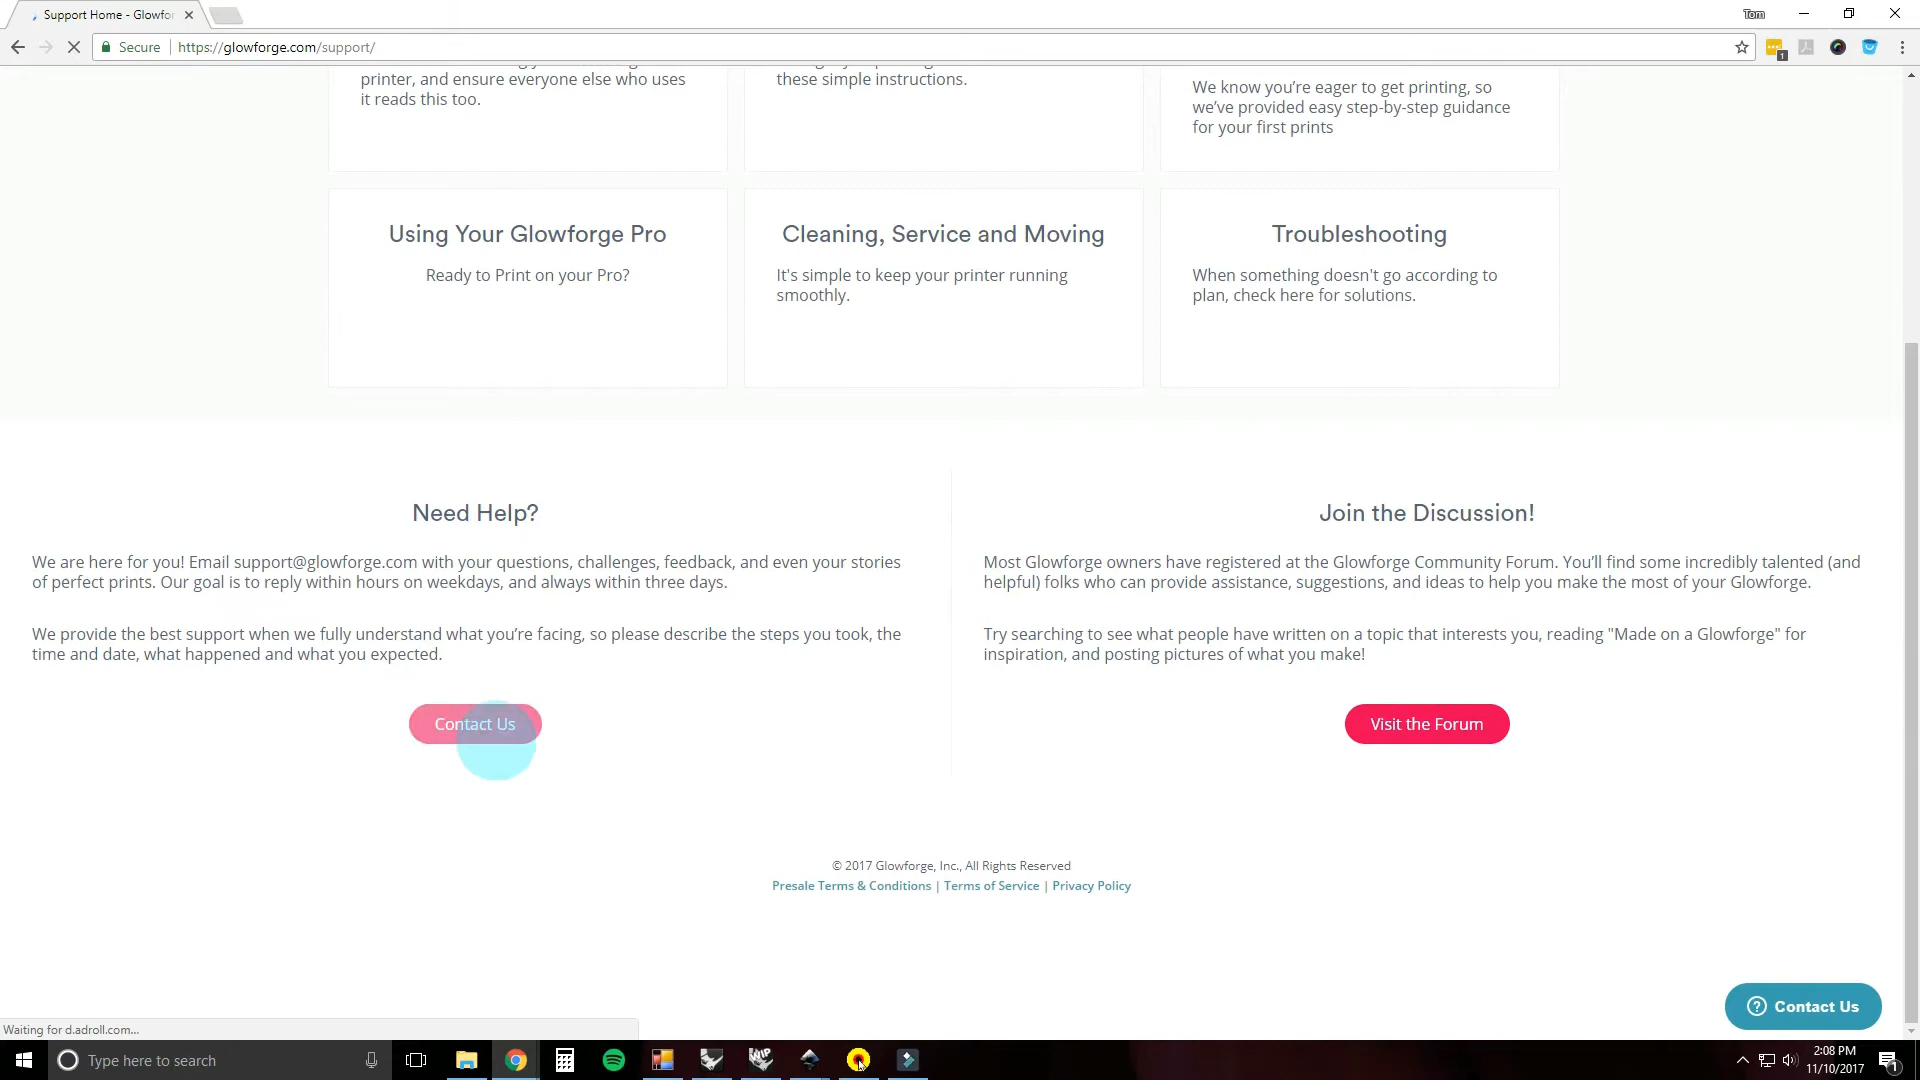 Support Home - Glowfor
Tom
Secure
https://glowforge.com/support/
1
printer, and ensure everyone else who uses
it reads this too.
these simple instructions.
We know you’re eager to get printing, so
we’ve provided easy step-by-step guidance
for your first prints
Using Your Glowforge Pro
Ready to Print on your Pro?
Cleaning, Service and Moving
It's simple to keep your printer running
smoothly.
Troubleshooting
When something doesn't go according to
plan, check here for solutions.
Need Help?
We are here for you! Email support@glowforge.com with your questions, challenges, feedback, and even your stories
of perfect prints. Our goal is to reply within hours on weekdays, and always within three days.
We provide the best support when we fully understand what you’re facing, so please describe the steps you took, the
time and date, what happened and what you expected.
Contact Us
Join the Discussion!
Most Glowforge owners have registered at the Glowforge Community Forum. You’ll find some incredibly talented (and
helpful) folks who can provide assistance, suggestions, and ideas to help you make the most of your Glowforge.
Try searching to see what people have written on a topic that interests you, reading "Made on a Glowforge" for
inspiration, and posting pictures of what you make!
Visit the Forum
© 2017 Glowforge, Inc., All Rights Reserved
Presale Terms & Conditions | Terms of Service | Privacy Policy
? Contact Us
Waiting for d.adroll.com...
Type here to search
WIP
2:08 PM
11/10/2017
1